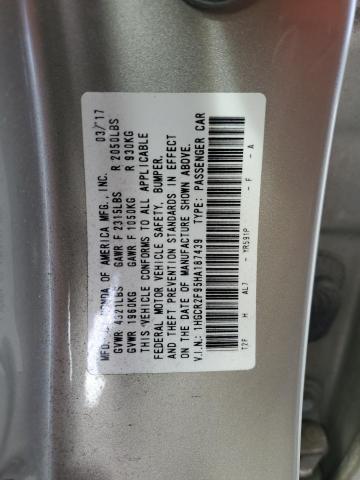 MFD. BY HONDA OF AMERICA MFG., INC. 03/17
GVWR 4321LBS GAWR F 2315LBS R 2050LBS
GVWR 1960KG GAWR F 1050KG R 930KG
THIS VEHICLE CONFORMS TO ALL APPLICABLE
FEDERAL MOTOR VEHICLE SAFETY, BUMPER,
AND THEFT PREVENTION STANDARDS IN EFFECT
ON THE DATE OF MANUFACTURE SHOWN ABOVE.
V.I.N.: 1HGCR2F95HA187439 TYPE: PASSENGER CAR
T2F H AL7 - YR591P - F - A